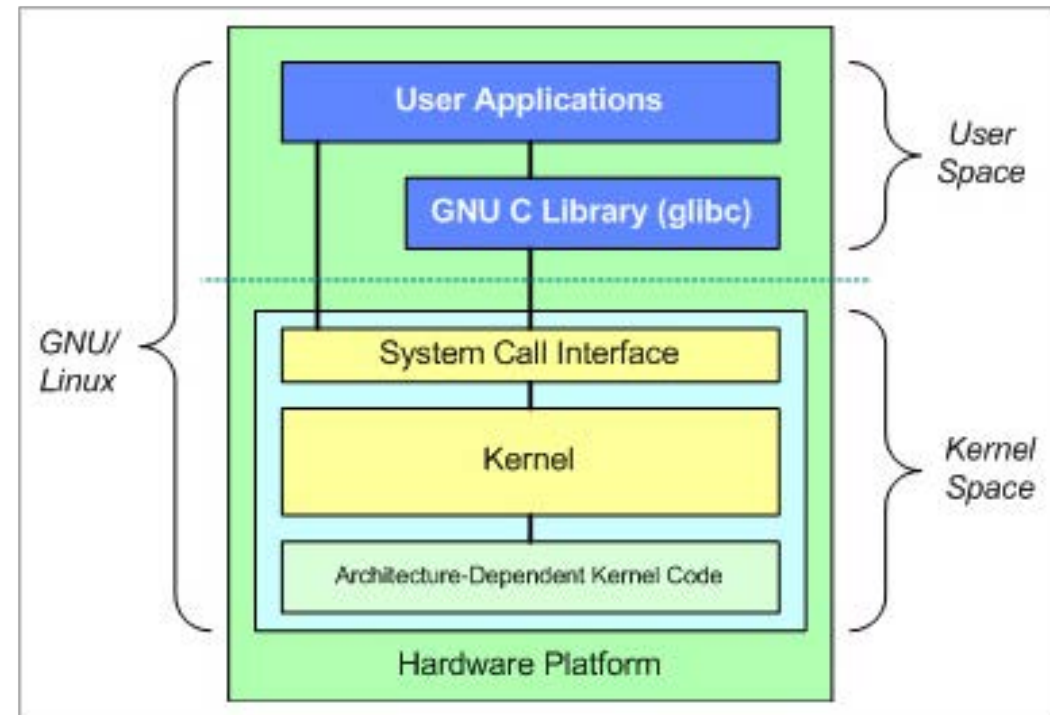 User Applications
User
Space
GNU C Library (glibc)
GNU/
Linux
System Call Interface
Kernel
Kernel
Space
Architecture-Dependent Kernel Code
Hardware Platform